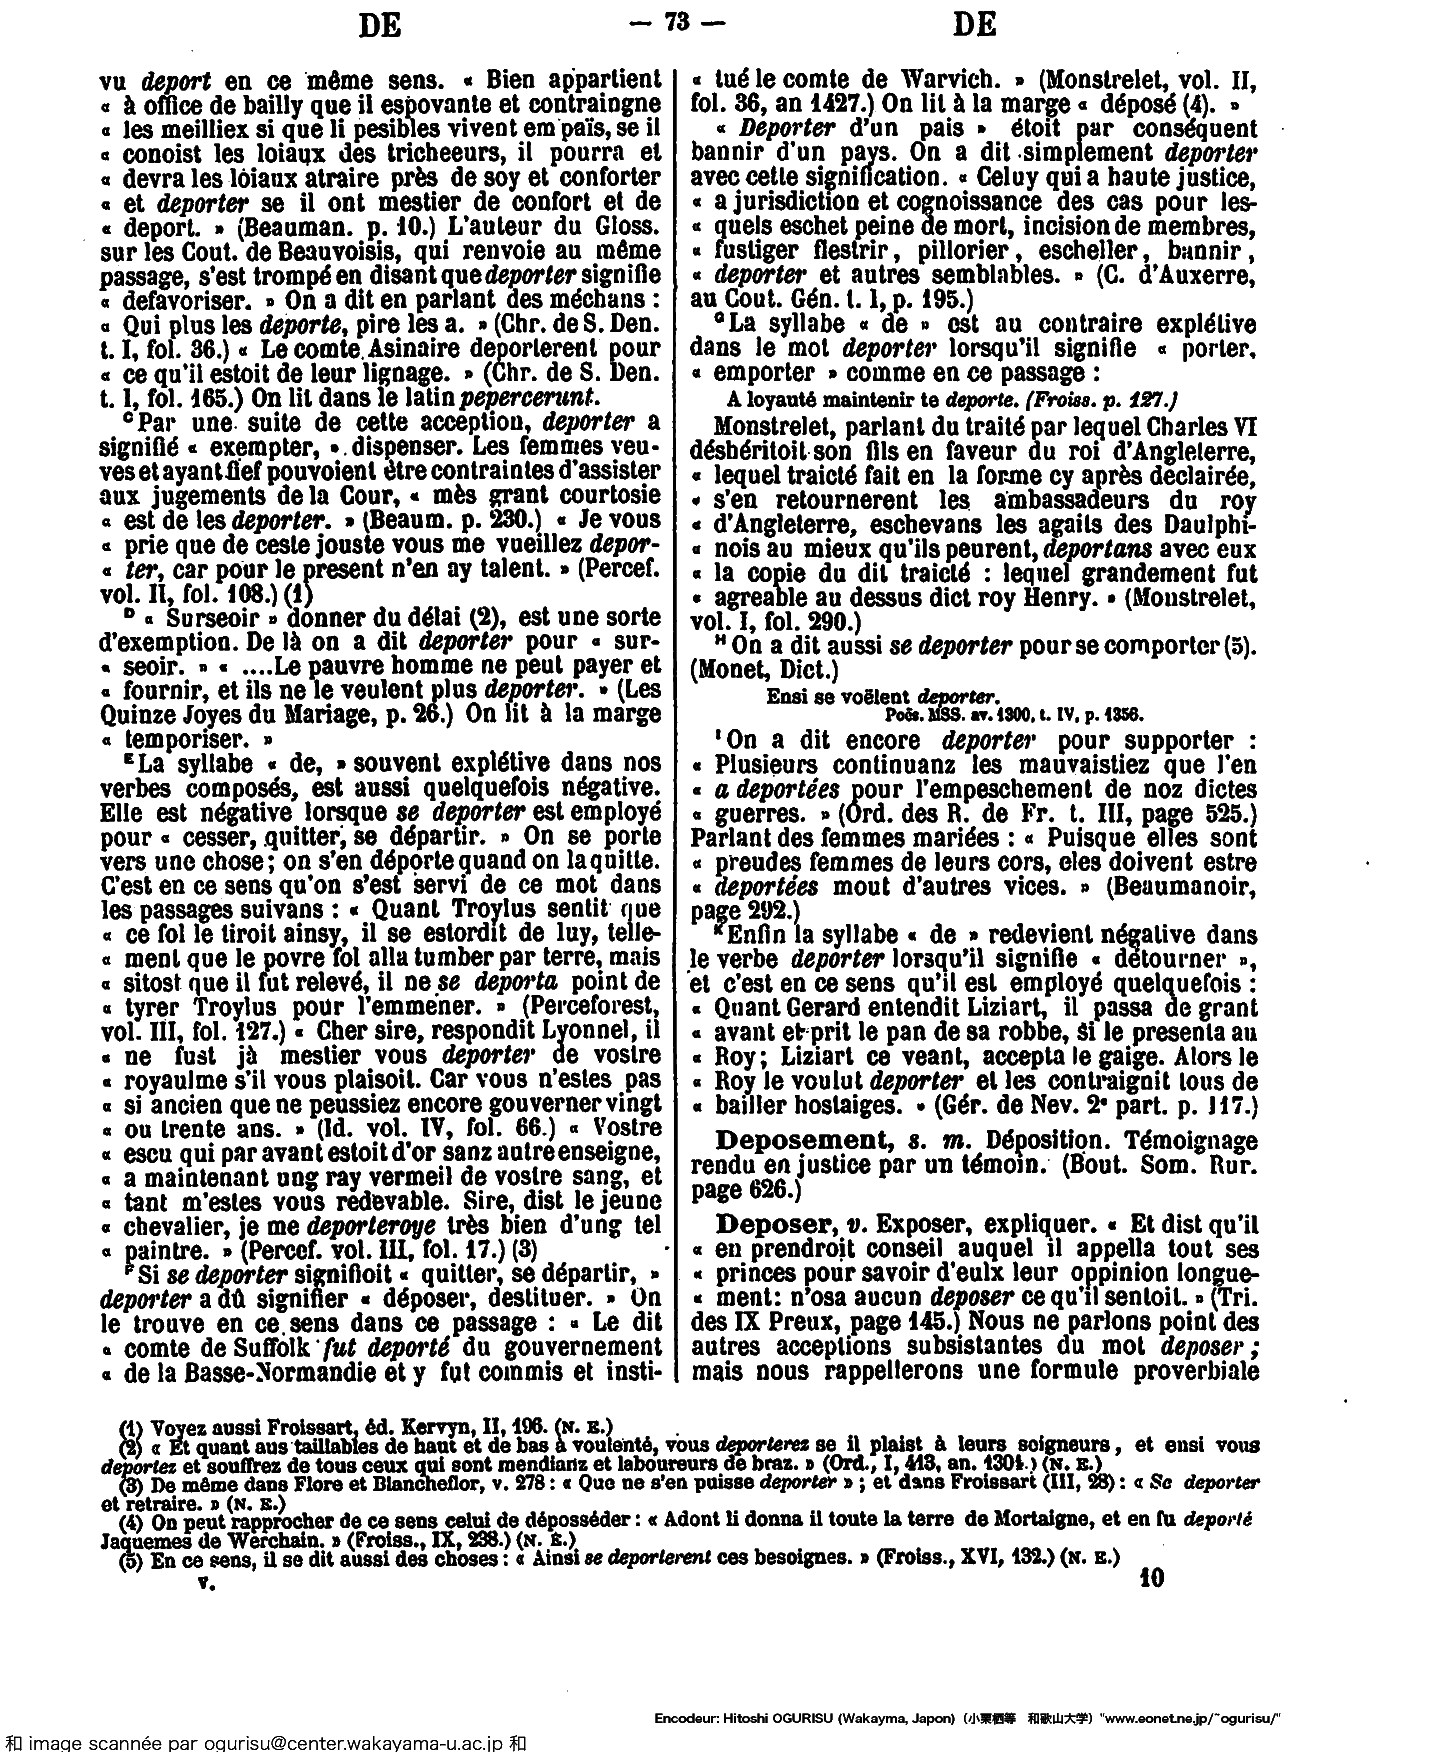 DE — 73 — DE
vu deport en ce même sens. « Bien appartient
« à office de bailly que il espovante et contraingne
« les meilliex si que li pesibles vivent em païs, se il
« conoist les loiaux des tricheeurs, il pourra et
« devra les loiaux atraire près de soy et conforter
« et deporter se il ont mestier de confort et de
« deport. » (Beauman. p. 10.) L'auteur du Gloss.
sur les Cout. de Beauvoisis, qui renvoie au même
passage, s'est trompé en disant que deporter signifie
« defavoriser. » On a dit en parlant des méchans :
« Qui plus les deporte, pire les a. » (Chr. de S. Den.
t. I, fol. 36.) « Le comte Asinaire deporterent pour
« ce qu'il estoit de leur lignage. » (Chr. de S. Den.
t. I, fol. 165.) On lit dans le latin pepercerunt.
C Par une suite de cette acception, deporter a
signifié « exempter, » dispenser. Les femmes veu-
ves et ayant fief pouvoient être contraintes d'assister
aux jugements de la Cour, « mès grant courtosie
« est de les deporter. » (Beaum. p. 230.) « Je vous
« prie que de ceste jouste vous me vueillez depor-
« ter, car pour le present n'en ay talent. » (Percef.
vol. II, fol. 108.) (1)
D « Surseoir » donner du délai (2), est une sorte
d'exemption. De là on a dit deporter pour « sur-
« seoir. » « ....Le pauvre homme ne peut payer et
« fournir, et ils ne le veulent plus deporter. » (Les
Quinze Joyes du Mariage, p. 26.) On lit à la marge
« temporiser. »
E La syllabe « de, » souvent explétive dans nos
verbes composés, est aussi quelquefois négative.
Elle est négative lorsque se deporter est employé
pour « cesser, quitter, se départir. » On se porte
vers une chose; on s'en déporte quand on la quitte.
C'est en ce sens qu'on s'est servi de ce mot dans
les passages suivans : « Quant Troylus sentit que
« ce fol le tiroit ainsy, il se estordit de luy, telle-
« ment que le povre fol alla tumber par terre, mais
« sitost que il fut relevé, il ne se deporta point de
« tyrer Troylus pour l'emmener. » (Perceforest,
vol. III, fol. 127.) « Cher sire, respondit Lyonnel, il
« ne fust jà mestier vous deporter de vostre
« royaulme s'il vous plaisoit. Car vous n'estes pas
« si ancien que ne peussiez encore gouverner vingt
« ou trente ans. » (Id. vol. IV, fol. 66.) « Vostre
« escu qui par avant estoit d'or sanz autre enseigne,
« a maintenant ung ray vermeil de vostre sang, et
« tant m'estes vous redevable. Sire, dist le jeune
« chevalier, je me deporteroye très bien d'ung tel
« paintre. » (Percef. vol. III, fol. 17.) (3)
F Si se deporter signifioit « quitter, se départir, »
deporter a dû signifier « déposer, destituer. » On
le trouve en ce sens dans ce passage : « Le dit
« comte de Suffolk fut deporté du gouvernement
« de la Basse-Normandie et y fut commis et insti-
« tué le comte de Warvich. » (Monstrelet, vol. II,
fol. 36, an 1427.) On lit à la marge « déposé (4). »
« Deporter d'un pais » étoit par conséquent
bannir d'un pays. On a dit simplement deporter
avec cette signification. « Celuy qui a haute justice,
« a jurisdiction et cognoissance des cas pour les-
« quels eschet peine de mort, incision de membres,
« fustiger flestrir, pillorier, escheller, bannir,
« deporter et autres semblables. » (C. d'Auxerre,
au Cout. Gén. t. I, p. 195.)
G La syllabe « de » est au contraire explétive
dans le mot deporter lorsqu'il signifie « porter,
« emporter » comme en ce passage :
A loyauté maintenir te deporte. (Froiss. p. 127.)
Monstrelet, parlant du traité par lequel Charles VI
déshéritoit son fils en faveur du roi d'Angleterre,
« lequel traicté fait en la forme cy après declairée,
« s'en retournerent les ambassadeurs du roy
« d'Angleterre, eschevans les agaits des Daulphi-
« nois au mieux qu'ils peurent, deportans avec eux
« la copie du dit traicté : lequel grandement fut
« agreable au dessus dict roy Henry. » (Monstrelet,
vol. I, fol. 290.)
H On a dit aussi se deporter pour se comporter (5).
(Monet, Dict.)
Ensi se voëlent deporter.
Poës. MSS. av. 1300, t. IV, p. 1356.
I On a dit encore deporter pour supporter :
« Plusieurs continuanz les mauvaistiez que l'en
« a deportées pour l'empeschement de noz dictes
« guerres. » (Ord. des R. de Fr. t. III, page 525.)
Parlant des femmes mariées : « Puisque elles sont
« preudes femmes de leurs cors, eles doivent estre
« deportées mout d'autres vices. » (Beaumanoir,
page 292.)
K Enfin la syllabe « de » redevient négative dans
le verbe deporter lorsqu'il signifie « détourner »,
et c'est en ce sens qu'il est employé quelquefois :
« Quant Gerard entendit Liziart, il passa de grant
« avant et prit le pan de sa robbe, si le presenta au
« Roy; Liziart ce veant, accepta le gaige. Alors le
« Roy le voulut deporter et les contraignit tous de
« bailler hostaiges. » (Gér. de Nev. 2e part. p. 117.)
Deposement, s. m. Déposition. Témoignage
rendu en justice par un témoin. (Bout. Som. Rur.
page 626.)
Deposer, v. Exposer, expliquer. « Et dist qu'il
« en prendroit conseil auquel il appella tout ses
« princes pour savoir d'eulx leur oppinion longue-
« ment: n'osa aucun deposer ce qu'il sentoit. » (Tri.
des IX Preux, page 145.) Nous ne parlons point des
autres acceptions subsistantes du mot deposer ;
mais nous rappellerons une formule proverbiale
(1) Voyez aussi Froissart, éd. Kervyn, II, 196. (N. E.)
(2) « Et quant aus taillables de haut et de bas à voulenté, vous deporterez se il plaist à leurs soigneurs, et ensi vous
deportez et souffrez de tous ceux qui sont mendianz et laboureurs de braz. » (Ord., I, 413, an. 1304.) (N. E.)
(3) De même dans Flore et Blancheflor, v. 278 : « Que ne s'en puisse deporter » ; et dans Froissart (III, 28) : « Se deporter
et retraire. » (N. E.)
(4) On peut rapprocher de ce sens celui de déposséder : « Adont li donna il toute la terre de Mortaigne, et en fu deporté
Jaquemes de Werchain. » (Froiss., IX, 238.) (N. E.)
(5) En ce sens, il se dit aussi des choses : « Ainsi se deporterent ces besoignes. » (Froiss., XVI, 132.) (N. E.)
v. 10
Encodeur: Hitoshi OGURISU (Wakayma, Japon) (小栗栖等 和歌山大学) "www.eonet.ne.jp/~ogurisu/"
和 image scannée par ogurisu@center.wakayama-u.ac.jp 和